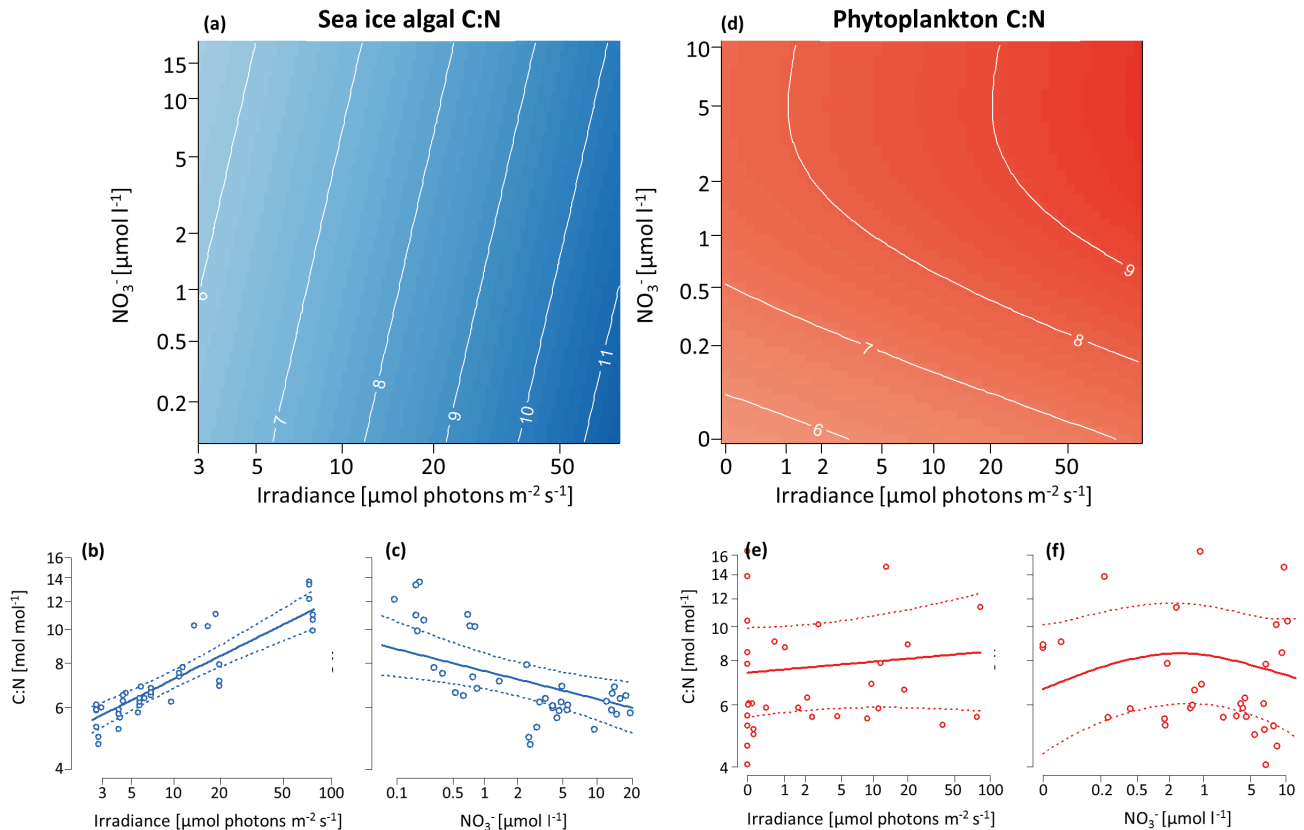 (a) Sea ice algal C:N
15
10
5
2
1
0.5
0.2
NO3- [µmol l-1]
6
7
8
9
10
11
3 5 10 20 50
Irradiance [µmol photons m-2 s-1]
(d) Phytoplankton C:N
10
5
2
1
0.5
0.2
0
NO3- [µmol l-1]
9
8
7
6
0 1 2 5 10 20 50
Irradiance [µmol photons m-2 s-1]
(b)
16
14
12
10
8
6
4
C:N [mol mol-1]
3 5 10 20 50 100
Irradiance [µmol photons m-2 s-1]
(c)
0.1 0.2 0.5 1 2 5 10 20
NO3- [µmol l-1]
(e)
16
14
12
10
8
6
4
C:N [mol mol-1]
0 1 2 5 10 20 50 100
Irradiance [µmol photons m-2 s-1]
(f)
0 0.2 0.5 1 2 5 10
NO3- [µmol l-1]